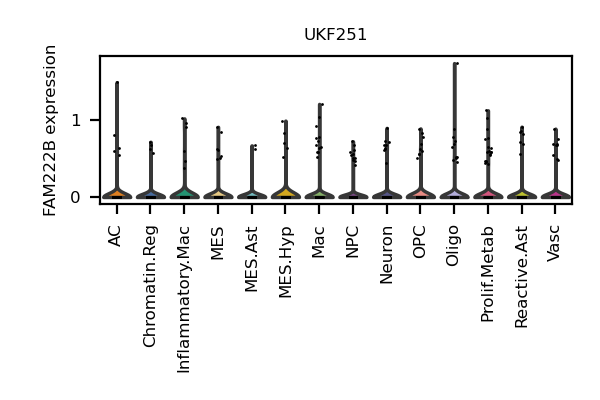 UKF251
FAM222B expression
1
0
AC
Chromatin.Reg
Inflammatory.Mac
MES
MES.Ast
MES.Hyp
Mac
NPC
Neuron
OPC
Oligo
Prolif.Metab
Reactive.Ast
Vasc